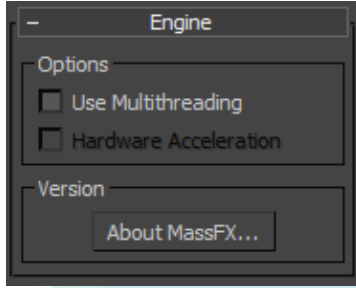 Engine
Options
Use Multithreading
Hardware Acceleration
Version
About MassFX...